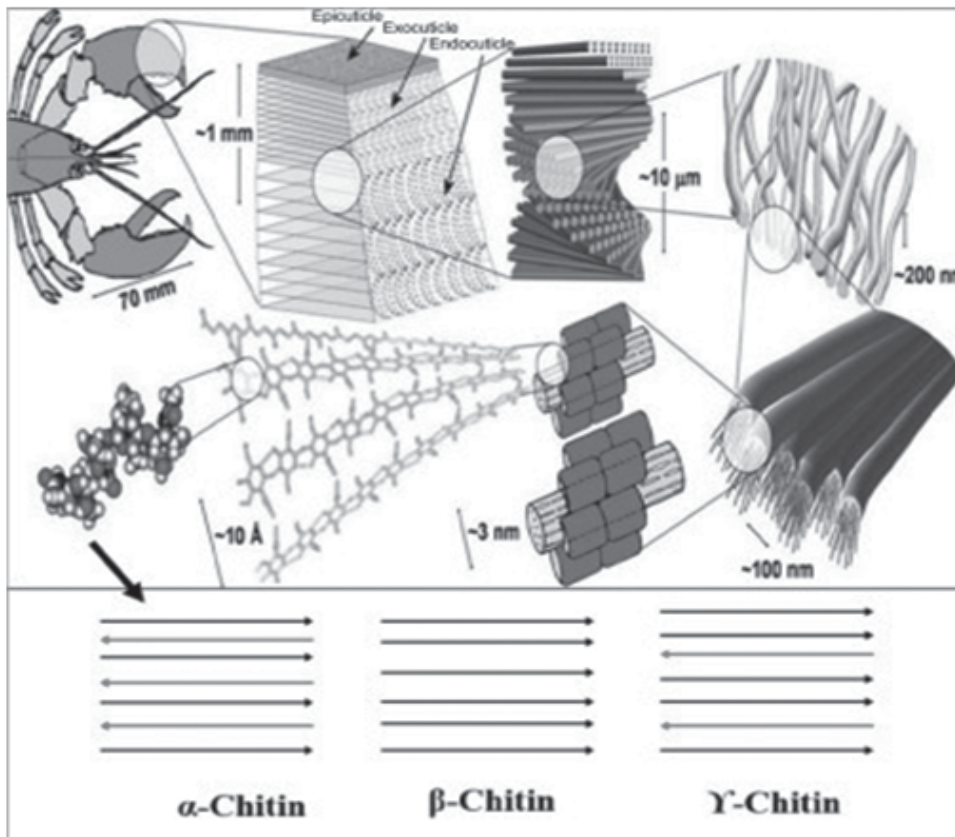 Epicuticle
Exocuticle
Endocuticle
~1 mm
~10 μm
~200 nm
70 mm
~10 Å
~3 nm
~100 nm
α-Chitin
β-Chitin
ϒ-Chitin